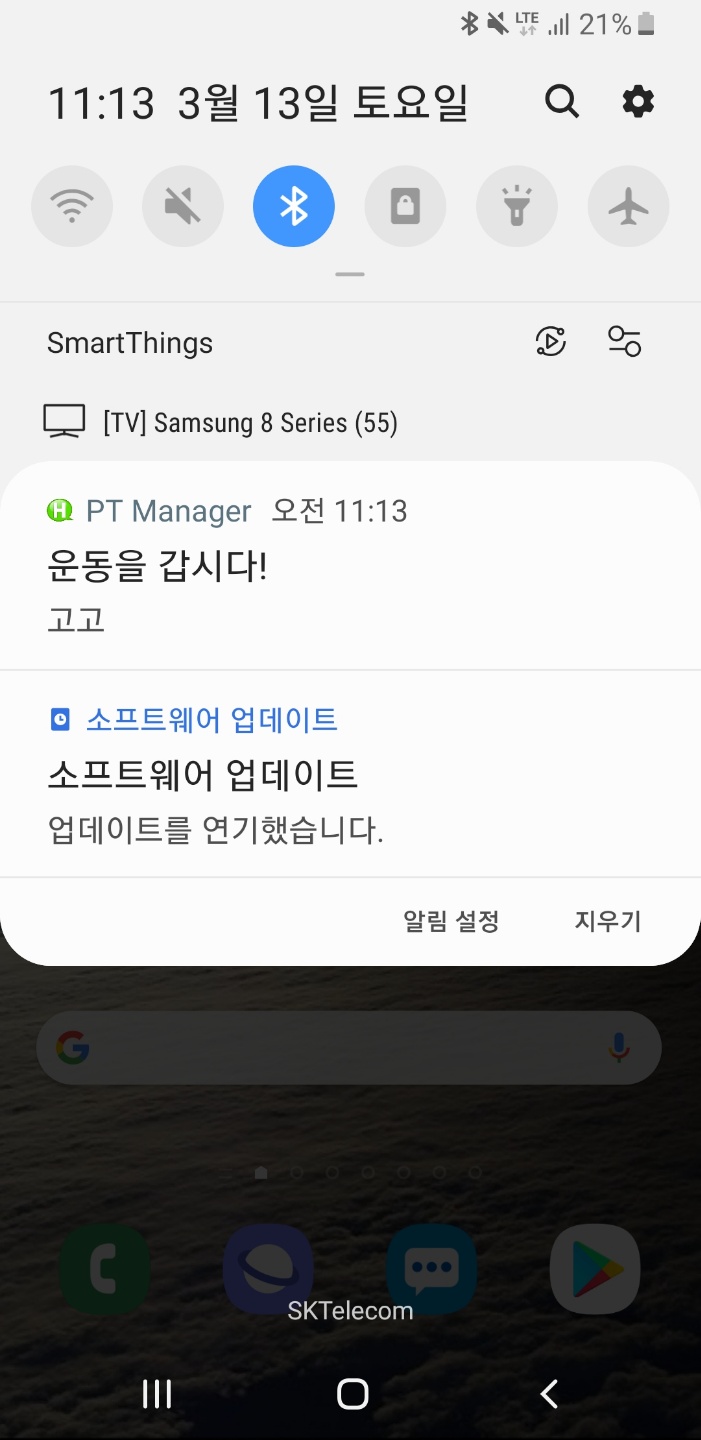 LTE 21%
11:13 3월 13일 토요일
SmartThings
[TV] Samsung 8 Series (55)
H PT Manager 오전 11:13
운동을 갑시다!
고고
소프트웨어 업데이트
소프트웨어 업데이트
업데이트를 연기했습니다.
알림 설정 지우기
G
SKTelecom